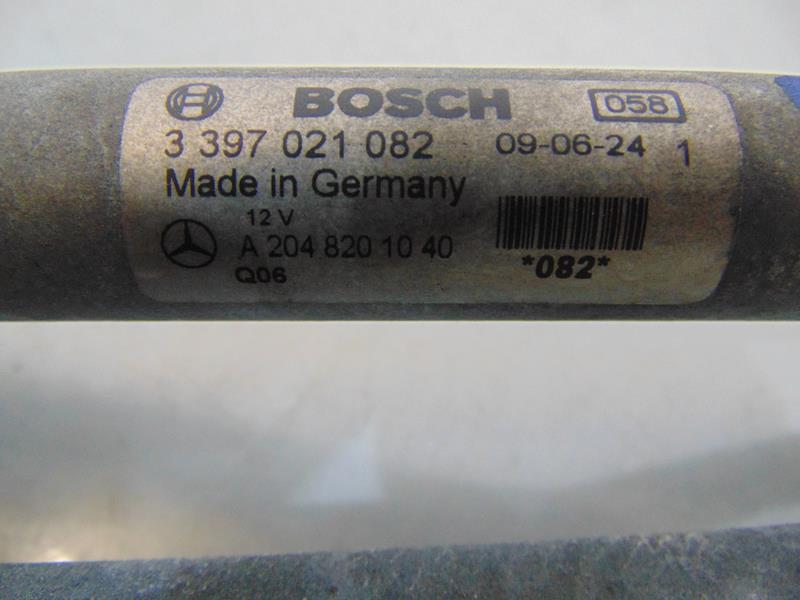 BOSCH 058
3 397 021 082 09-06-24 1
Made in Germany
12 V
A 204 820 10 40
Q06
*082*